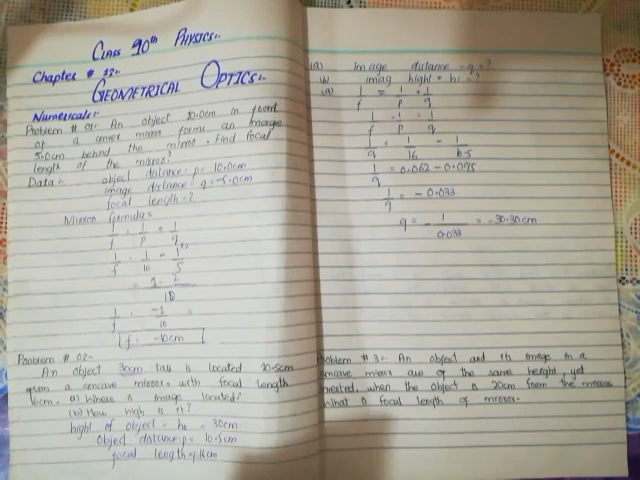 CLASS 10th PHYSICS:-
Chapter # 12:-
GEOMETRICAL OPTICS:-
Numericals:-
Problem # 01:- An object 10.0cm in front
of a convex mirror forms an image
5.0cm behind the mirror. Find focal
length of the mirror?
Data:- object distance= p= 10.0cm
image distance= q= -5.0cm
focal length=?
Mirror formula=
1/f = 1/p + 1/q
1/f = 1/10 - 1/5
= 1-2
10
1/f = -1/10
f= -10cm
Problem # 02:-
An object 30cm tall is located 10.5cm
from a concave mirror with focal length
16cm. a) Where is image located?
(b) How high is it?
hight of object= ho = 30cm
Object distance= p= 10.5cm
focal length= 16cm
(a) Image distance = q=?
(b) imag hight= hi=?
(a) 1/f = 1/p + 1/q
1/f - 1/p = 1/q
1/q = 1/16 - 1/10.5
1/q = 0.062-0.095
1/q = -0.033
q= - 1/0.033 = -30.30cm
Problem # 3:- An object and its image in a
concave mirror are of the same height, yet
inverted, when the object is 20cm from the mirror.
What is focal length of mirror.